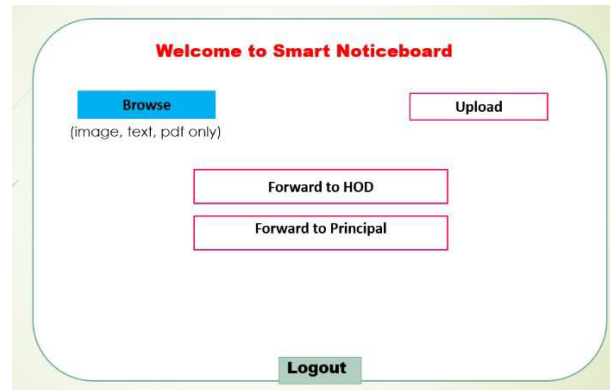 Welcome to Smart Noticeboard
Browse
Upload
(image, text, pdf only)
Forward to HOD
Forward to Principal
Logout